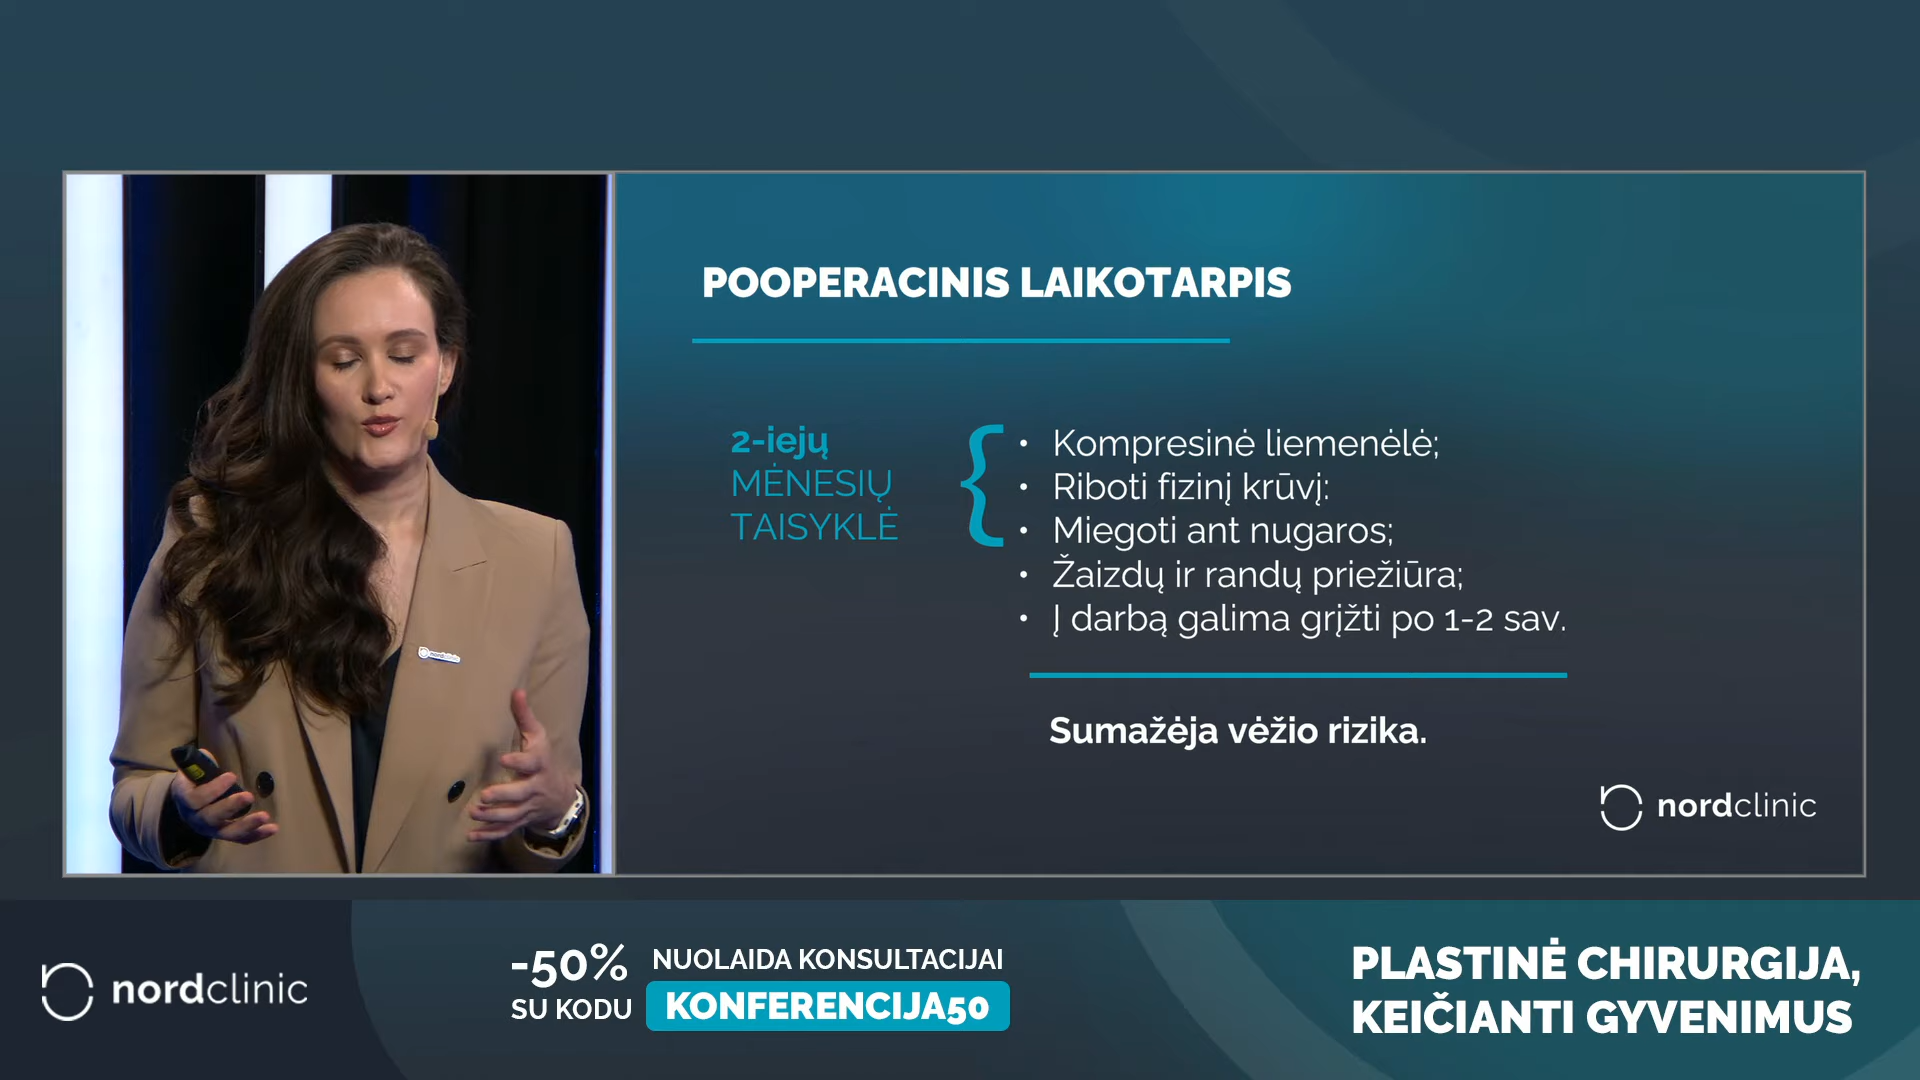 POOPERACINIS LAIKOTARPIS
2-iejų
MĖNESIŲ
TAISYKLĖ
{
• Kompresinė liemenėlė;
• Riboti fizinį krūvį:
• Miegoti ant nugaros;
• Žaizdų ir randų priežiūra;
• Į darbą galima grįžti po 1-2 sav.
Sumažėja vėžio rizika.
nordclinic
nordclinic
nordclinic
-50% NUOLAIDA KONSULTACIJAI
SU KODU KONFERENCIJA50
PLASTINĖ CHIRURGIJA,
KEIČIANTI GYVENIMUS